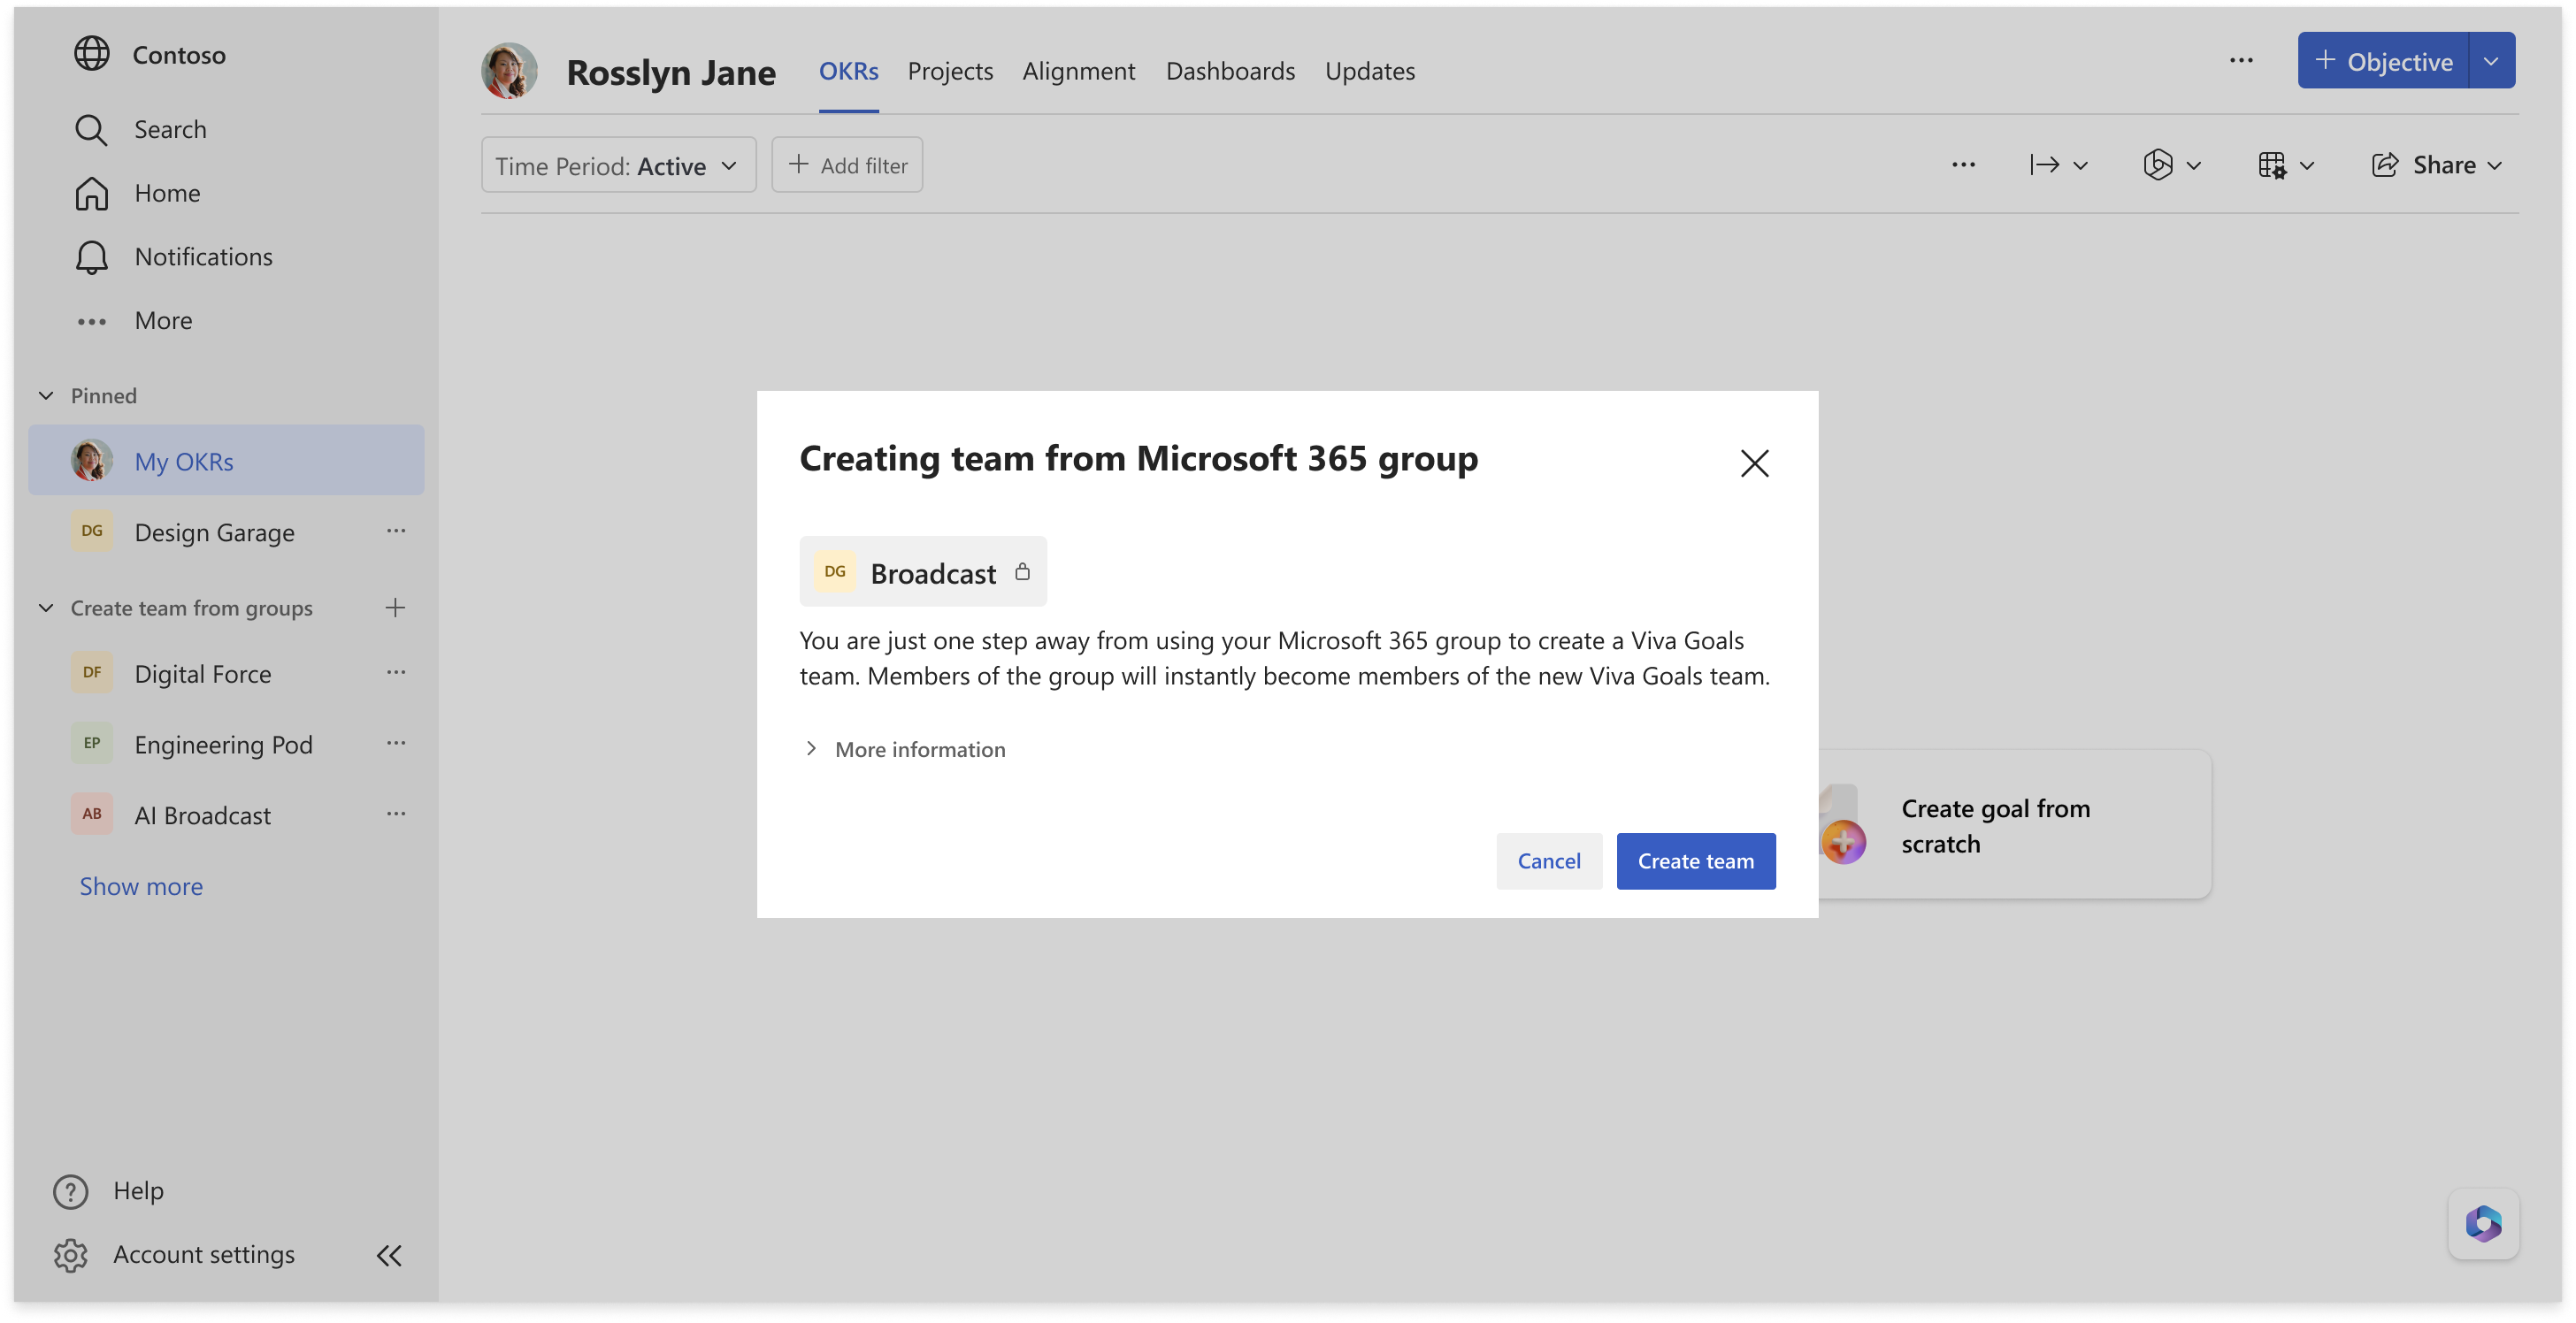 Contoso
Search
Home
Notifications
More
Pinned
My OKRs
DG Design Garage
Create team from groups
DF Digital Force
EP Engineering Pod
AB AI Broadcast
Show more
Help
Account settings
Rosslyn Jane OKRs Projects Alignment Dashboards Updates
Objective
Time Period: Active Add filter
Share
Creating team from Microsoft 365 group
DG Broadcast
You are just one step away from using your Microsoft 365 group to create a Viva Goals
team. Members of the group will instantly become members of the new Viva Goals team.
More information
Cancel Create team
Create goal from
scratch